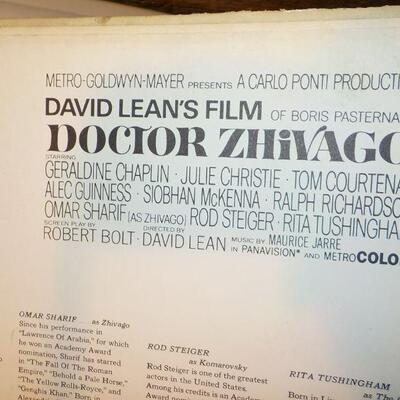 METRO-GOLDWYN-MAYER PRESENTS A CARLO PONTI PRODUCTI
DAVID LEAN'S FILM OF BORIS PASTERNA
DOCTOR ZHiVAGO
STARRING
GERALDINE CHAPLIN · JULIE CHRISTIE · TOM COURTENA
ALEC GUINNESS · SIOBHAN McKENNA · RALPH RICHARDSO
OMAR SHARIF [AS ZHIVAGO] ROD STEIGER · RITA TUSHINGHAM
SCREEN PLAY BY DIRECTED BY MUSIC BY MAURICE JARRE
ROBERT BOLT · DAVID LEAN IN PANAVISION® AND METROCOLO
OMAR SHARIF as Zhivago
Since his performance in
"Lawrence Of Arabia," for which
he won an Academy Award
nomination, Sharif has starred
in "The Fall Of The Roman
Empire," "Behold a Pale Horse,"
"The Yellow Rolls-Royce," and
"Genghis Khan." Born in
ROD STEIGER
as Komarovsky
Rod Steiger is one of the greatest
actors in the United States.
Among his credits is an Academy
RITA TUSHINGHAM
as The
Born in